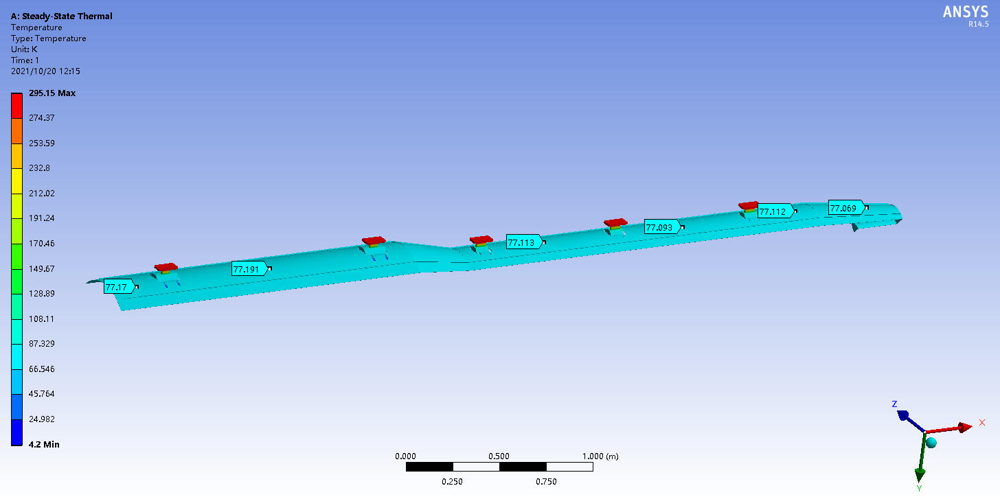 A: Steady-State Thermal
Temperature
Type: Temperature
Unit: K
Time: 1
2021/10/20 12:15
ANSYS
R14.5
295.15 Max
274.37
253.59
232.8
212.02
191.24
170.46
149.67
128.89
108.11
87.329
66.546
45.764
24.982
4.2 Min
77.17
77.191
77.113
77.093
77.112
77.069
0.000 0.500 1.000 (m)
0.250 0.750
Z
X
Y